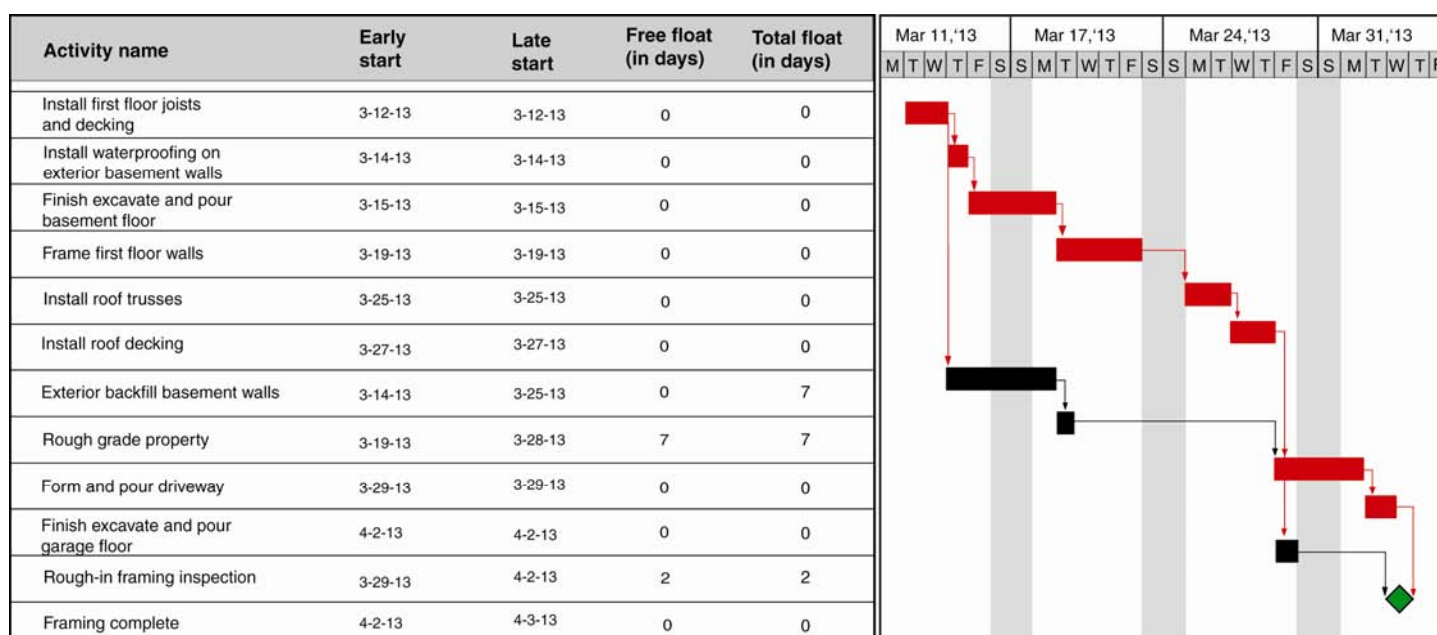 Activity name Early start Late start Free float (in days) Total float (in days)
Mar 11,'13 Mar 17,'13 Mar 24,'13 Mar 31,'13
M T W T F S S M T W T F S S M T W T F S S M T W T F
Install first floor joists and decking 3-12-13 3-12-13 0 0
Install waterproofing on exterior basement walls 3-14-13 3-14-13 0 0
Finish excavate and pour basement floor 3-15-13 3-15-13 0 0
Frame first floor walls 3-19-13 3-19-13 0 0
Install roof trusses 3-25-13 3-25-13 0 0
Install roof decking 3-27-13 3-27-13 0 0
Exterior backfill basement walls 3-14-13 3-25-13 0 7
Rough grade property 3-19-13 3-28-13 7 7
Form and pour driveway 3-29-13 3-29-13 0 0
Finish excavate and pour garage floor 4-2-13 4-2-13 0 0
Rough-in framing inspection 3-29-13 4-2-13 2 2
Framing complete 4-2-13 4-3-13 0 0